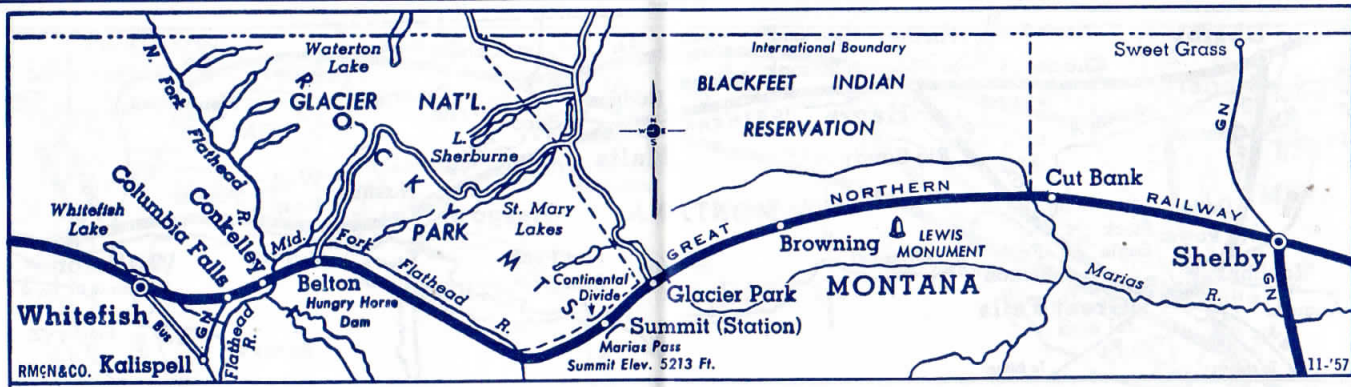 International Boundary
Sweet Grass
Waterton
Lake
N. Fork Flathead R.
GLACIER NAT'L. PARK
BLACKFEET INDIAN
RESERVATION
GN
L.
Sherburne
R. C K Y M T S.
W N E S
Whitefish
Lake
Columbia Falls
Conkelley
Mid. Fork Flathead R.
St. Mary
Lakes
GREAT NORTHERN RAILWAY
Cut Bank
Browning
LEWIS
MONUMENT
Shelby
Whitefish
Belton
Hungry Horse
Dam
Continental
Divide
Glacier Park
MONTANA
Marias R.
GN
Bus
GN
Flathead R.
Summit (Station)
Marias Pass
Summit Elev. 5213 Ft.
RMCN&CO.
Kalispell
11-'57